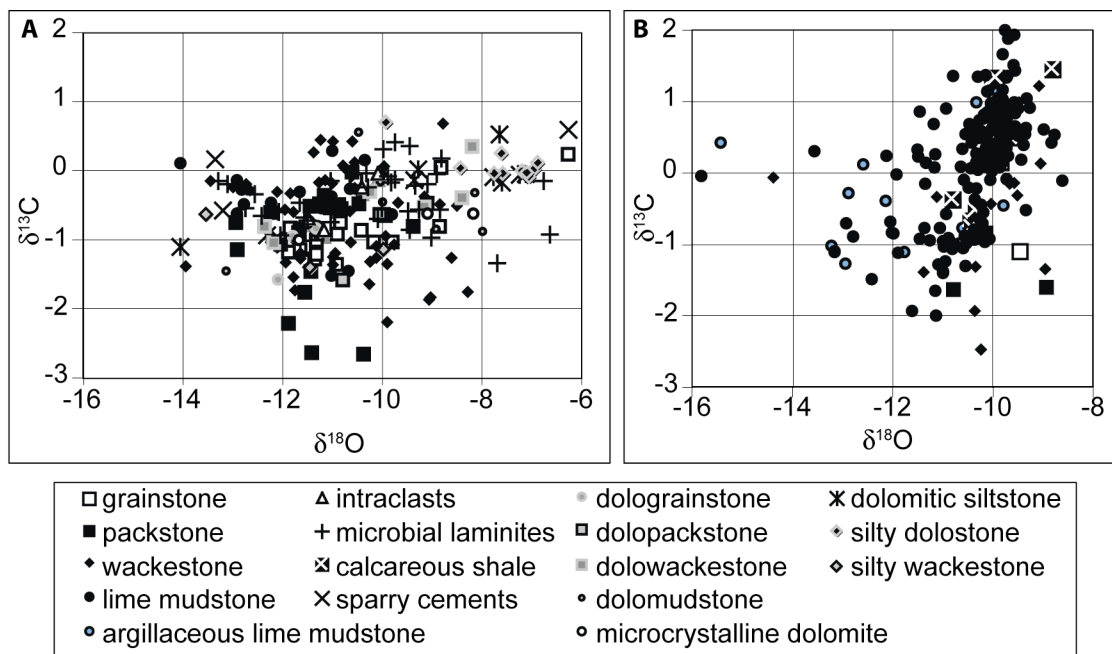 A
2
1
0
-1
-2
-3
-16 -14 -12 -10 -8 -6
δ13C
δ18O
B
2
1
0
-1
-2
-3
-16 -14 -12 -10 -8
δ13C
δ18O
grainstone intraclasts dolograinstone dolomitic siltstone
packstone microbial laminites dolopackstone silty dolostone
wackestone calcareous shale dolowackestone silty wackestone
lime mudstone sparry cements dolomudstone
argillaceous lime mudstone microcrystalline dolomite